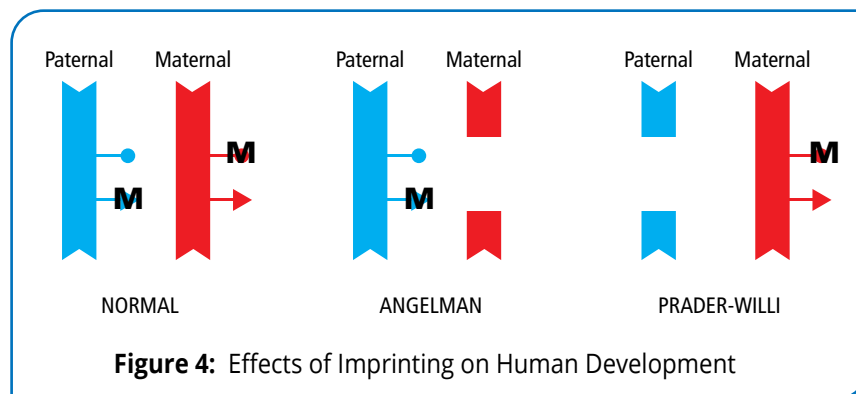 Paternal Maternal Paternal Maternal Paternal Maternal
M M
M M
NORMAL ANGELMAN PRADER-WILLI
Figure 4: Effects of Imprinting on Human Development